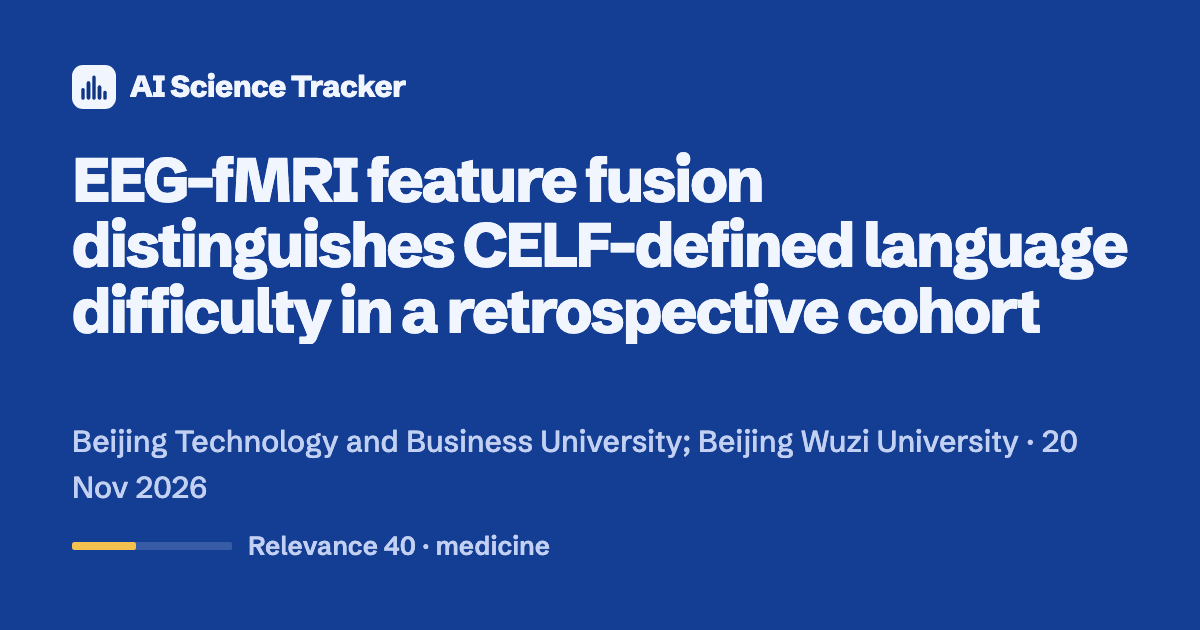 AI Science Tracker
EEG-fMRI feature fusion
distinguishes CELF-defined language
difficulty in a retrospective cohort
Beijing Technology and Business University; Beijing Wuzi University · 20
Nov 2026
Relevance 40 · medicine